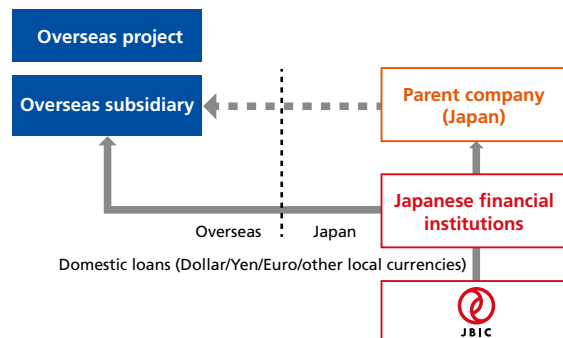 Overseas project
Overseas subsidiary
Parent company
(Japan)
Japanese financial
institutions
Overseas
Japan
Domestic loans (Dollar/Yen/Euro/other local currencies)
JBIC